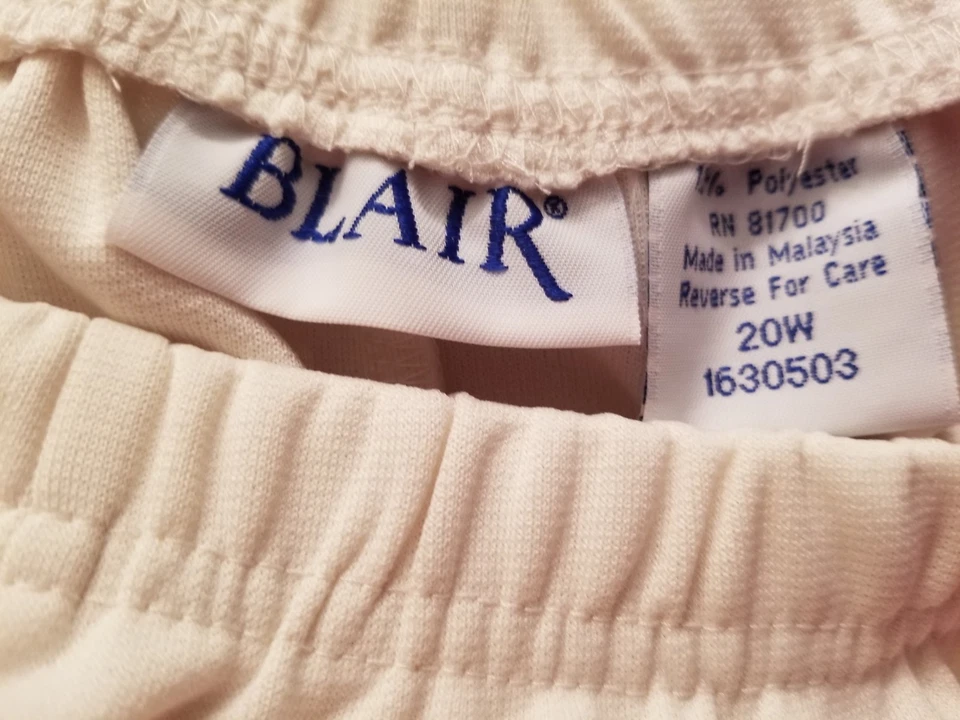 BLAIR®
% Polyester
RN 81700
Made in Malaysia
Reverse For Care
20W
1630503